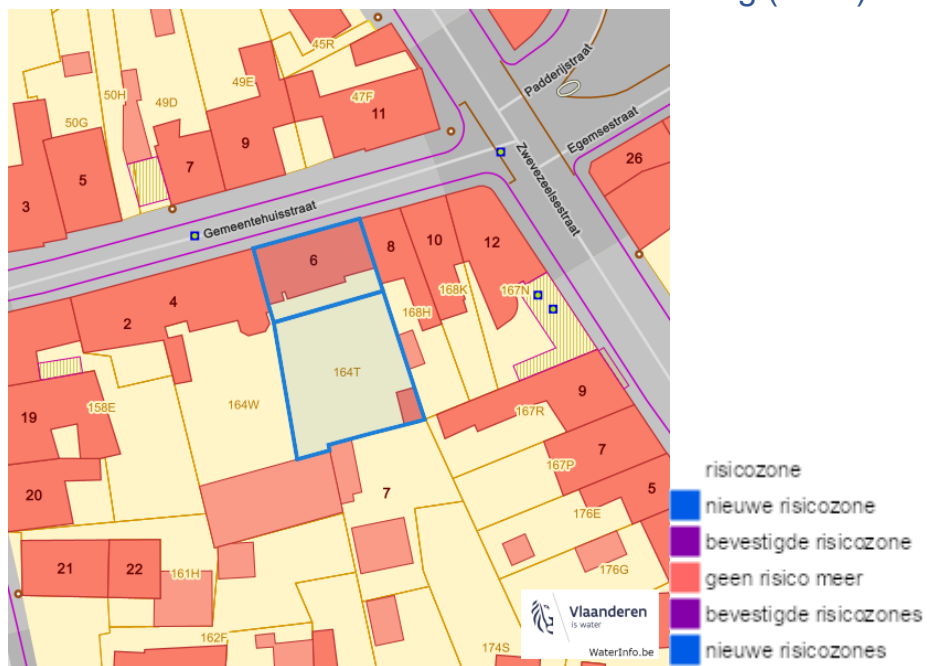 45R
50H
49D
49E
47F
11
50G
9
7
5
3
Padderijstraat
Egemsestraat
26
Zwevezeelsestraat
Gemeentehuisstraat
6
8
10
12
4
2
168K
167N
168H
164T
164W
158E
19
9
167R
7
167P
20
7
5
176E
21
22
161H
176G
162F
174S
Vlaanderen
is water
WaterInfo.be
risicozone
nieuwe risicozone
bevestigde risicozone
geen risico meer
bevestigde risicozones
nieuwe risicozones